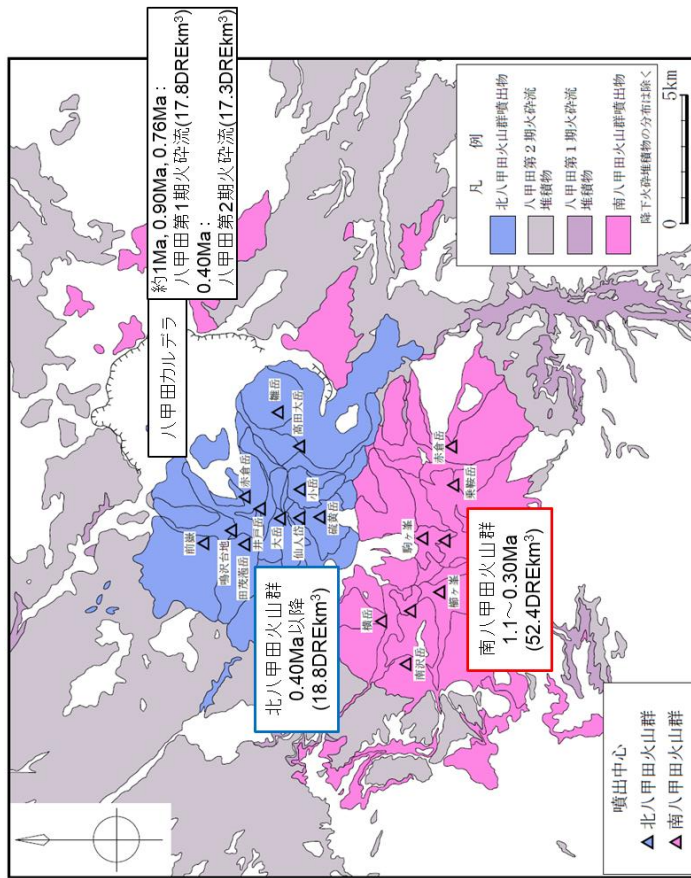 八甲田カルデラ
約1Ma, 0.90Ma, 0.76Ma :
八甲田第1期火砕流(17.8DREkm³)
0.40Ma :
八甲田第2期火砕流(17.3DREkm³)
前嶽
鳴沢台地
田茂萢岳
赤倉岳
井戸岳
大岳
仙人岱
小岳
硫黄岳
高田大岳
雛岳
北八甲田火山群
0.40Ma以降
(18.8DREkm³)
南沢岳
横岳
駒ヶ峯
櫛ヶ峯
乗鞍岳
赤倉岳
南八甲田火山群
1.1～0.30Ma
(52.4DREkm³)
噴出中心
北八甲田火山群
南八甲田火山群
凡　例
北八甲田火山群噴出物
八甲田第２期火砕流
堆積物
八甲田第１期火砕流
堆積物
南八甲田火山群噴出物
降下火砕堆積物の分布は除く
0 5km